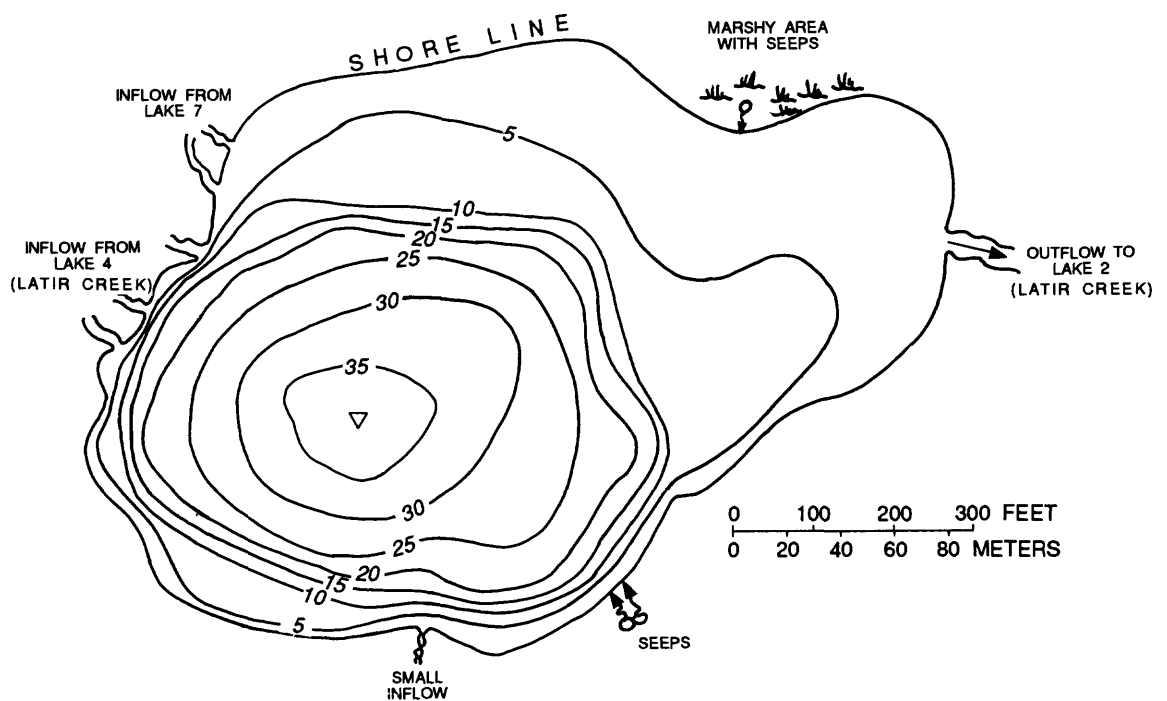 SHORE LINE
MARSHY AREA
WITH SEEPS
INFLOW FROM
LAKE 7
5
10
15
20
25
30
35
INFLOW FROM
LAKE 4
(LATIR CREEK)
OUTFLOW TO
LAKE 2
(LATIR CREEK)
30
25
20
15
10
5
0 100 200 300 FEET
0 20 40 60 80 METERS
SEEPS
SMALL
INFLOW